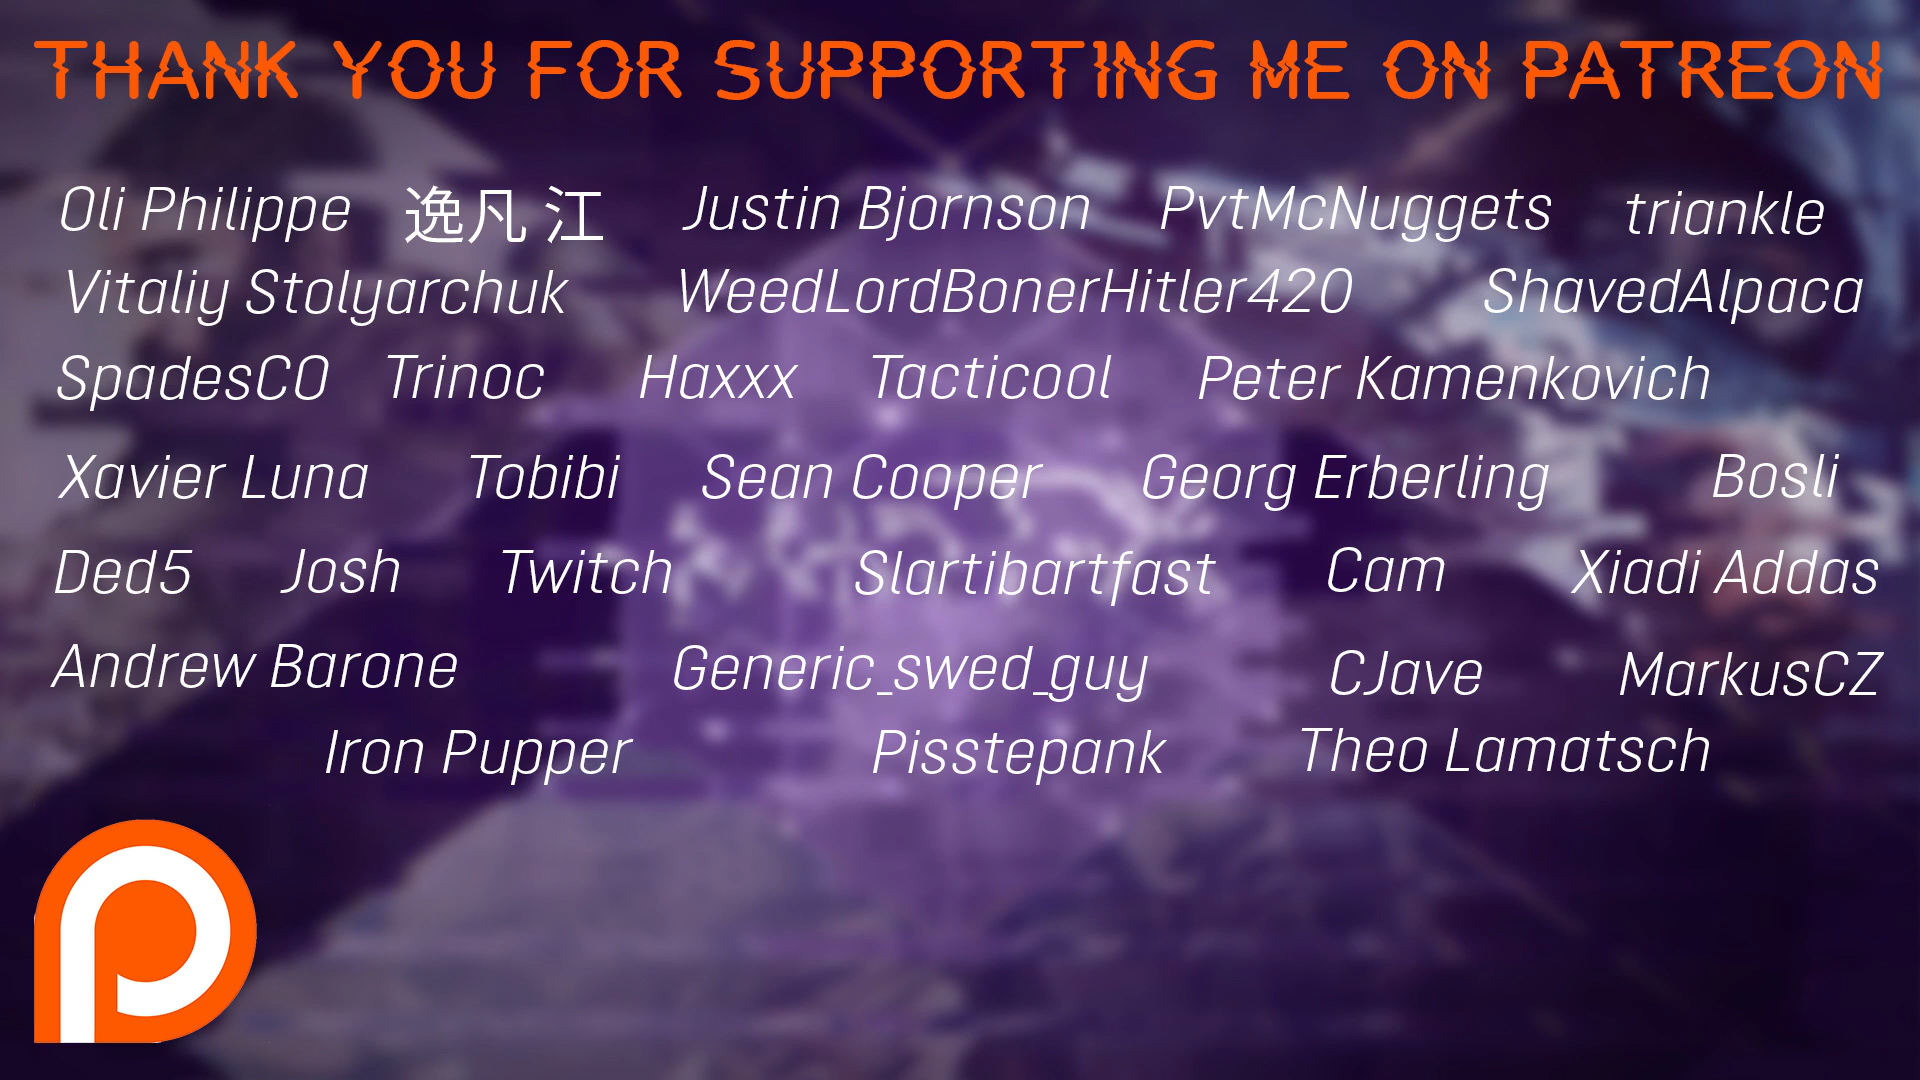 THANK YOU FOR SUPPORTING ME ON PATREON
Oli Philippe 逸凡 江 Justin Bjornson PvtMcNuggets triankle
Vitaliy Stolyarchuk WeedLordBonerHitler420 ShavedAlpaca
SpadesCO Trinoc Haxxx Tacticool Peter Kamenkovich
Xavier Luna Tobibi Sean Cooper Georg Erberling Bosli
Ded5 Josh Twitch Slartibartfast Cam Xiadi Addas
Andrew Barone Generic_swed_guy CJave MarkusCZ
Iron Pupper Pisstepank Theo Lamatsch